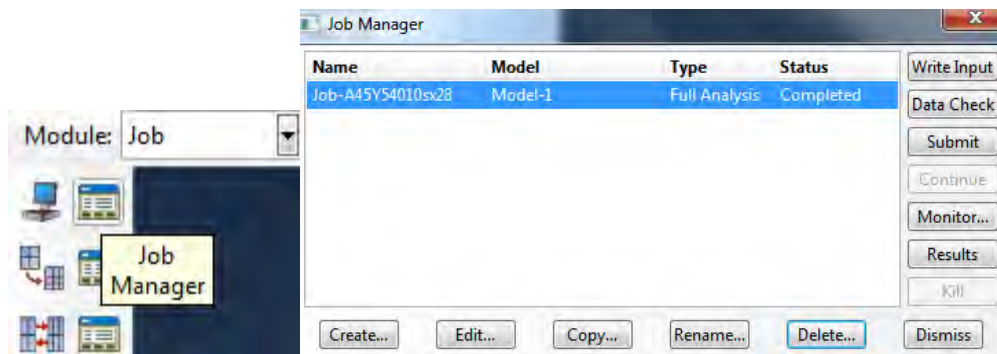 Module: Job
Job
Manager
Job Manager
Name Model Type Status
Job-A45Y54010sx28 Model-1 Full Analysis Completed
Write Input
Data Check
Submit
Continue
Monitor...
Results
Kill
Create... Edit... Copy... Rename... Delete... Dismiss